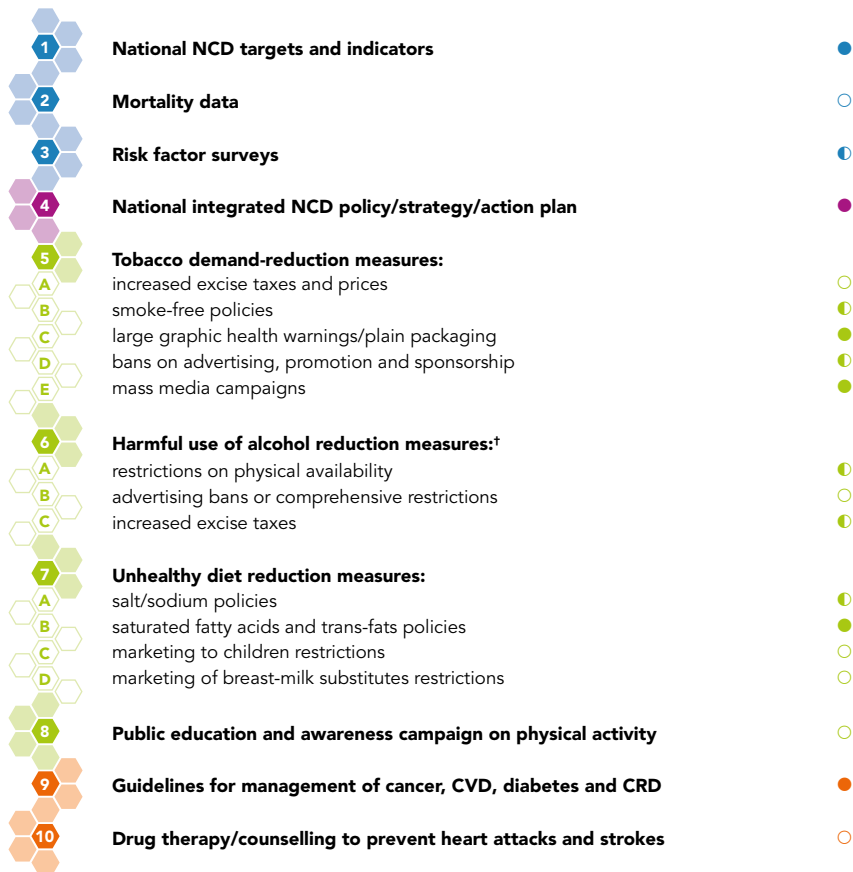 1 National NCD targets and indicators
2 Mortality data
3 Risk factor surveys
4 National integrated NCD policy/strategy/action plan
5 Tobacco demand-reduction measures:
A increased excise taxes and prices
B smoke-free policies
C large graphic health warnings/plain packaging
D bans on advertising, promotion and sponsorship
E mass media campaigns
6 Harmful use of alcohol reduction measures:†
A restrictions on physical availability
B advertising bans or comprehensive restrictions
C increased excise taxes
7 Unhealthy diet reduction measures:
A salt/sodium policies
B saturated fatty acids and trans-fats policies
C marketing to children restrictions
D marketing of breast-milk substitutes restrictions
8 Public education and awareness campaign on physical activity
9 Guidelines for management of cancer, CVD, diabetes and CRD
10 Drug therapy/counselling to prevent heart attacks and strokes